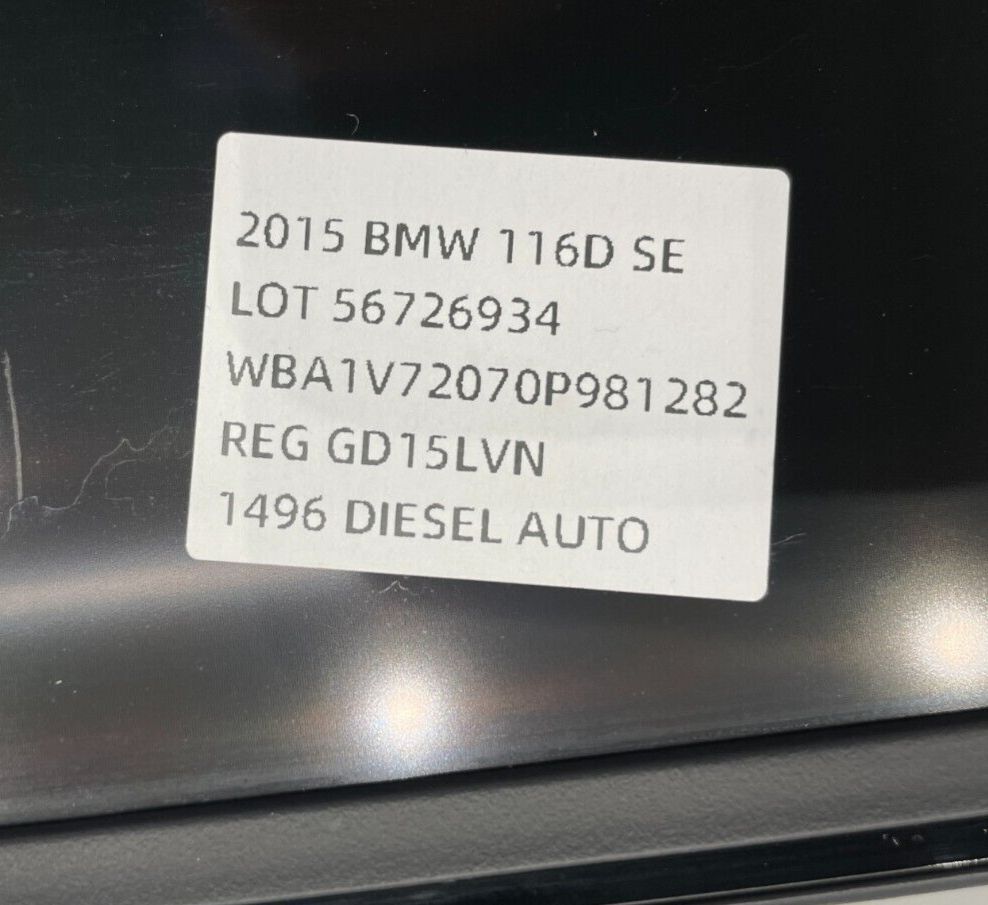 2015 BMW 116D SE
LOT 56726934
WBA1V72070P981282
REG GD15LVN
1496 DIESEL AUTO